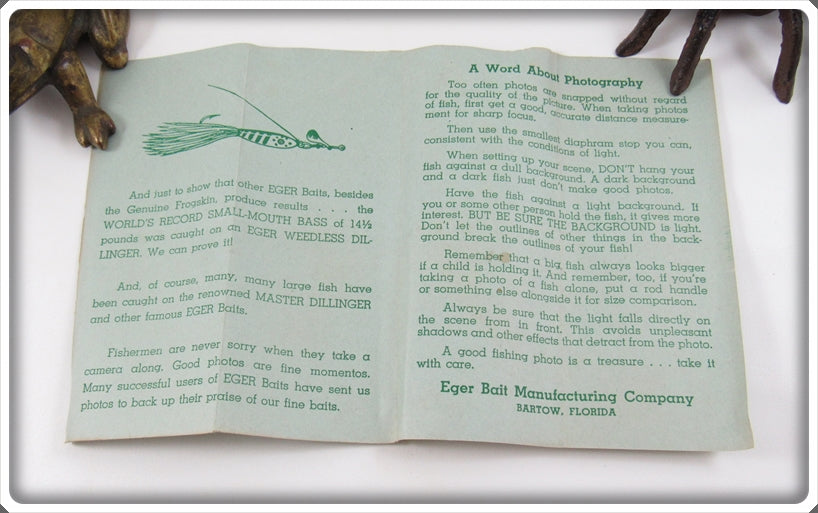 And just to show that other EGER Baits, besides
the Genuine Frogskin, produce results . . . the
WORLD'S RECORD SMALL-MOUTH BASS of 14½
pounds was caught on an EGER WEEDLESS DIL-
LINGER. We can prove it!
And, of course, many, many large fish have
been caught on the renowned MASTER DILLINGER
and other famous EGER Baits.
Fishermen are never sorry when they take a
camera along. Good photos are fine momentos.
Many successful users of EGER Baits have sent us
photos to back up their praise of our fine baits.
A Word About Photography
Too often photos are snapped without regard
for the quality of the picture. When taking photos
of fish, first get a good, accurate distance measure-
ment for sharp focus.
Then use the smallest diaphram stop you can,
consistent with the conditions of light.
When setting up your scene, DON'T hang your
fish against a dull background. A dark background
and a dark fish just don't make good photos.
Have the fish against a light background. If
you or some other person hold the fish, it gives more
interest. BUT BE SURE THE BACKGROUND is light.
Don't let the outlines of other things in the back-
ground break the outlines of your fish!
Remember that a big fish always looks bigger
if a child is holding it. And remember, too, if you're
taking a photo of a fish alone, put a rod handle
or something else alongside it for size comparison.
Always be sure that the light falls directly on
the scene from in front. This avoids unpleasant
shadows and other effects that detract from the photo.
A good fishing photo is a treasure . . . take it
with care.
Eger Bait Manufacturing Company
BARTOW, FLORIDA